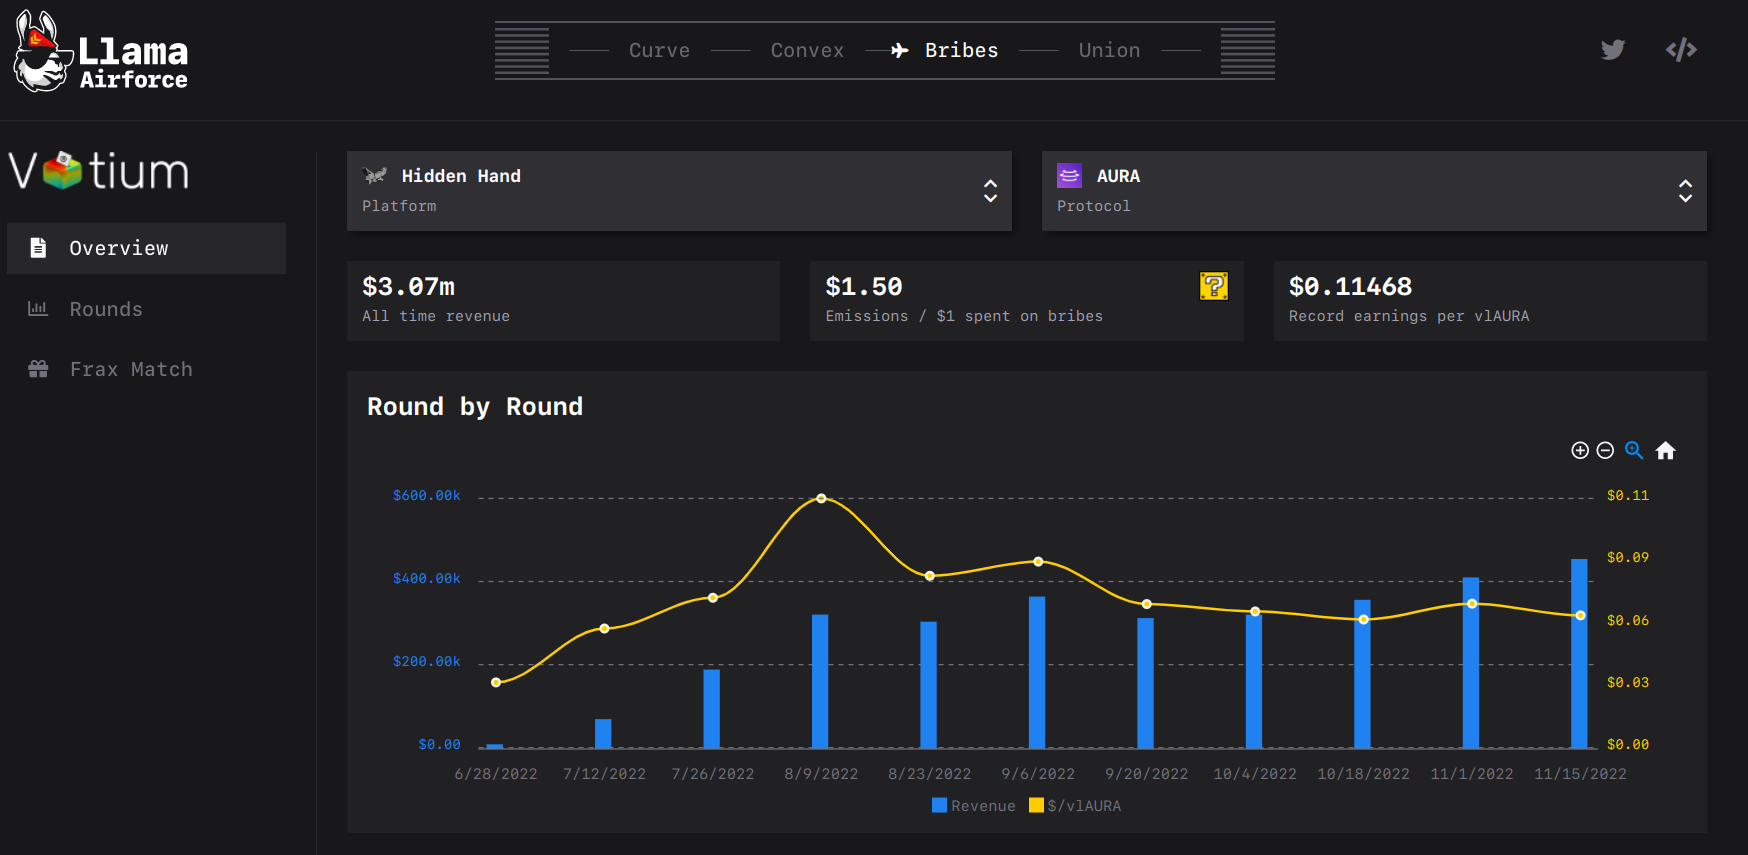 Llama
Airforce
Curve
Convex
Bribes
Union
Votium
Overview
Rounds
Frax Match
Hidden Hand
Platform
AURA
Protocol
$3.07m
All time revenue
$1.50
Emissions / $1 spent on bribes
?
$0.11468
Record earnings per vlAURA
Round by Round
$600.00k
$400.00k
$200.00k
$0.00
$0.11
$0.09
$0.06
$0.03
$0.00
6/28/2022 7/12/2022 7/26/2022 8/9/2022 8/23/2022 9/6/2022 9/20/2022 10/4/2022 10/18/2022 11/1/2022 11/15/2022
Revenue $/vlAURA